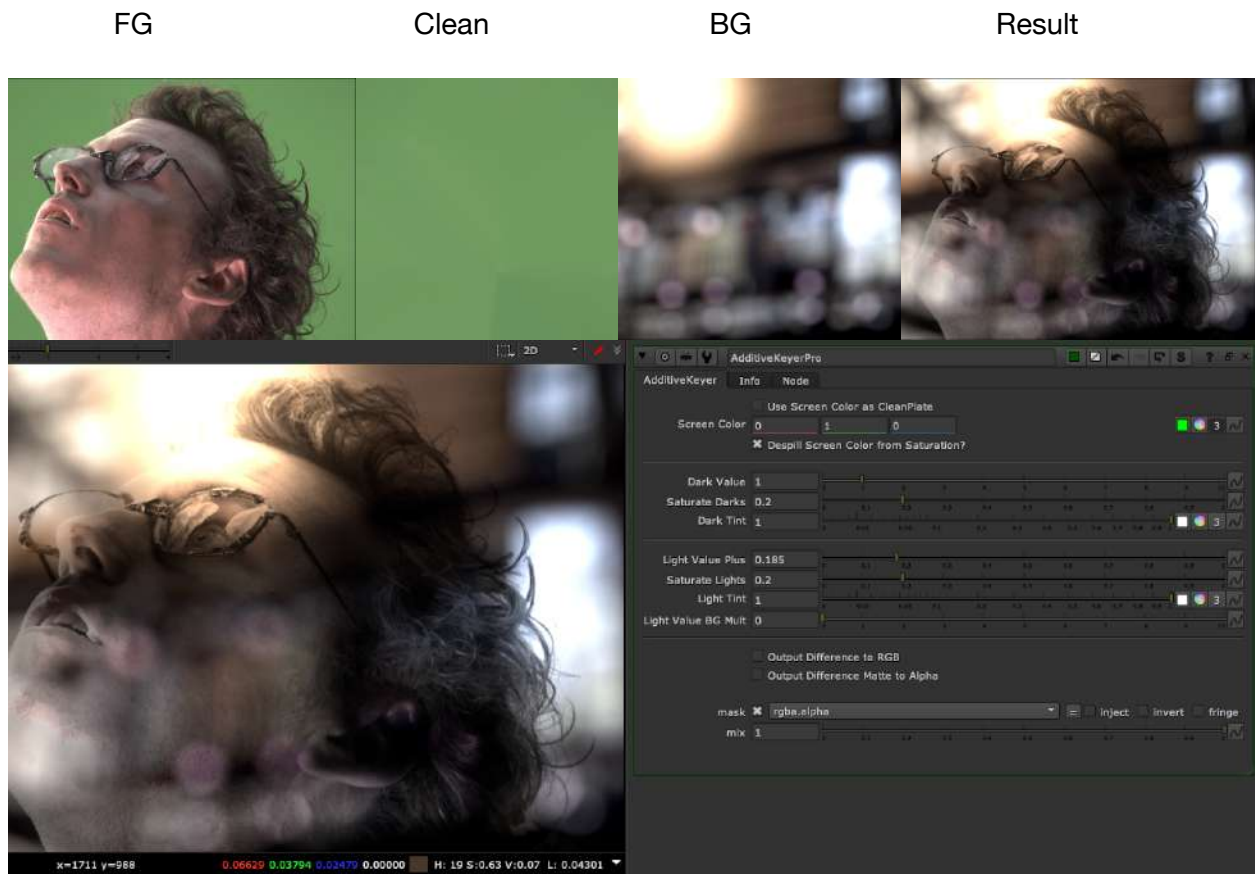 FG Clean BG Result
2D
AdditiveKeyerPro S ?
AdditiveKeyer Info Node
Use Screen Color as CleanPlate
Screen Color 0 1 0 3
Despill Screen Color from Saturation?
Dark Value 1
Saturate Darks 0.2
Dark Tint 1 3
Light Value Plus 0.185
Saturate Lights 0.2
Light Tint 1 3
Light Value BG Mult 0
Output Difference to RGB
Output Difference Matte to Alpha
mask rgba.alpha = inject invert fringe
mix 1
x=1711 y=988 0.06629 0.03794 0.02479 0.00000 H: 19 S:0.63 V:0.07 L: 0.04301